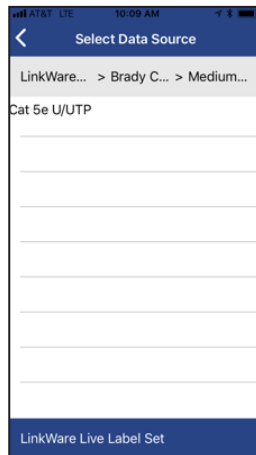 AT&T LTE 10:09 AM
Select Data Source
LinkWare... > Brady C... > Medium...
Cat 5e U/UTP
LinkWare Live Label Set